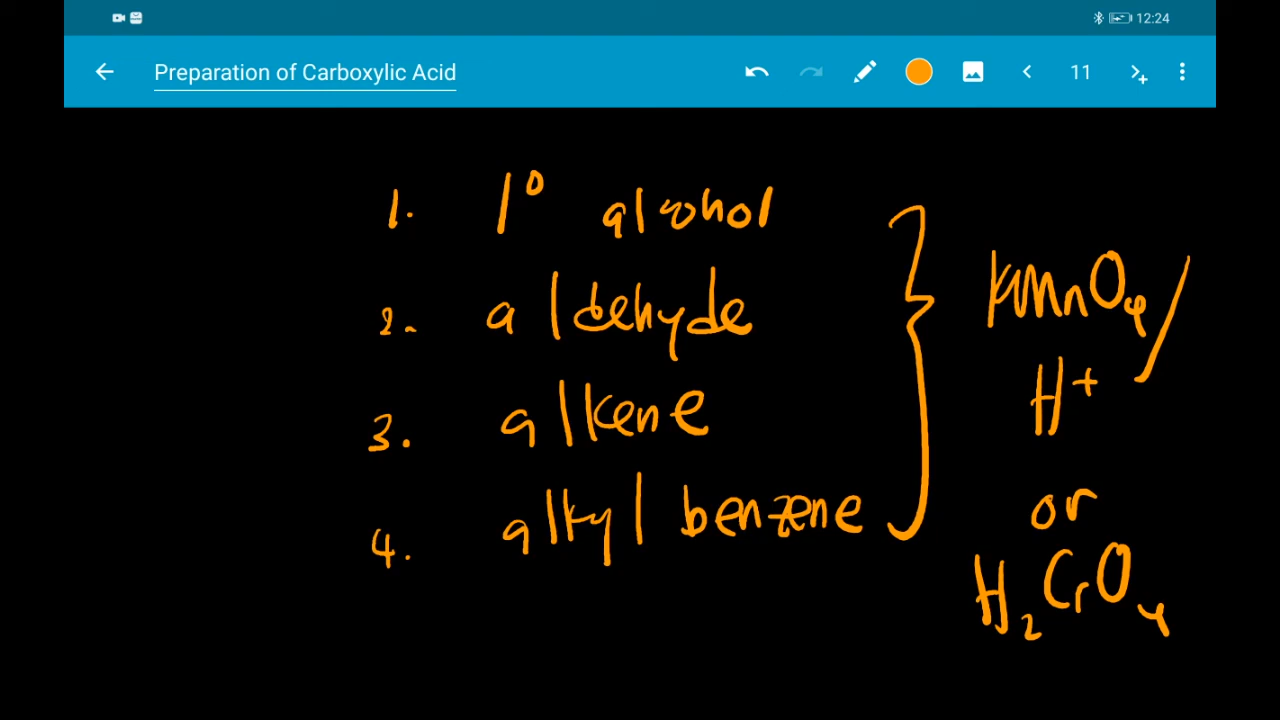 12:24
Preparation of Carboxylic Acid
11
1. 1° alcohol
2. aldehyde
3. alkene
4. alkyl benzene
KMnO4/
H+
or
H2CrO4